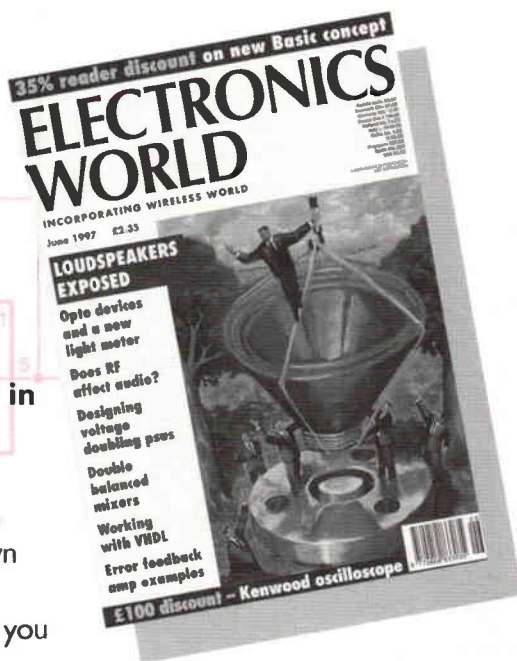 35% reader discount on new Basic concept
ELECTRONICS
WORLD
INCORPORATING WIRELESS WORLD
June 1997 £2.35
LOUDSPEAKERS
EXPOSED
Opto devices
and a new
light meter
Does RF
affect audio?
Designing
voltage
doubling psus
Double
balanced
mixers
Working
with VHDL
Error feedback
amp examples
£100 discount – Kenwood oscilloscope
5
in
wn
you